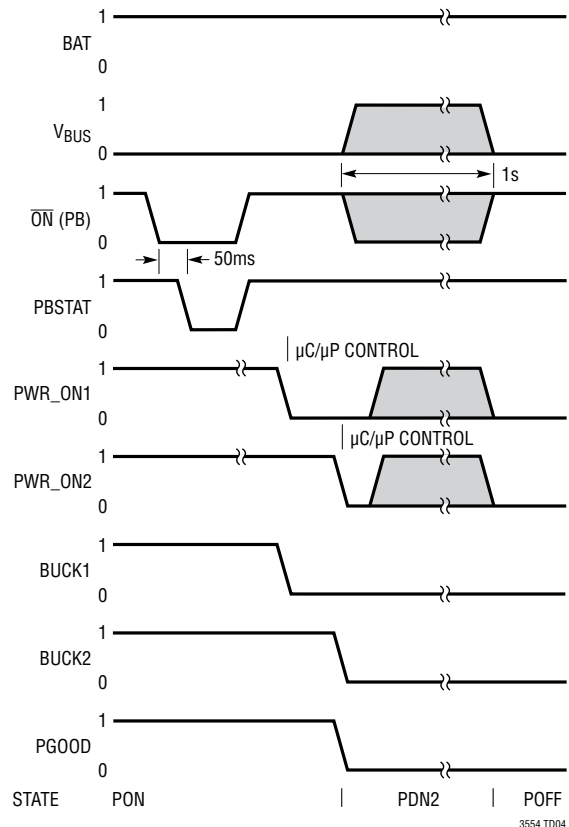 BAT 1
0
VBUS 1
0
1s
ON (PB) 1
0
50ms
PBSTAT 1
0
µC/µP CONTROL
PWR_ON1 1
0
µC/µP CONTROL
PWR_ON2 1
0
BUCK1 1
0
BUCK2 1
0
PGOOD 1
0
STATE PON PDN2 POFF
3554 TD04